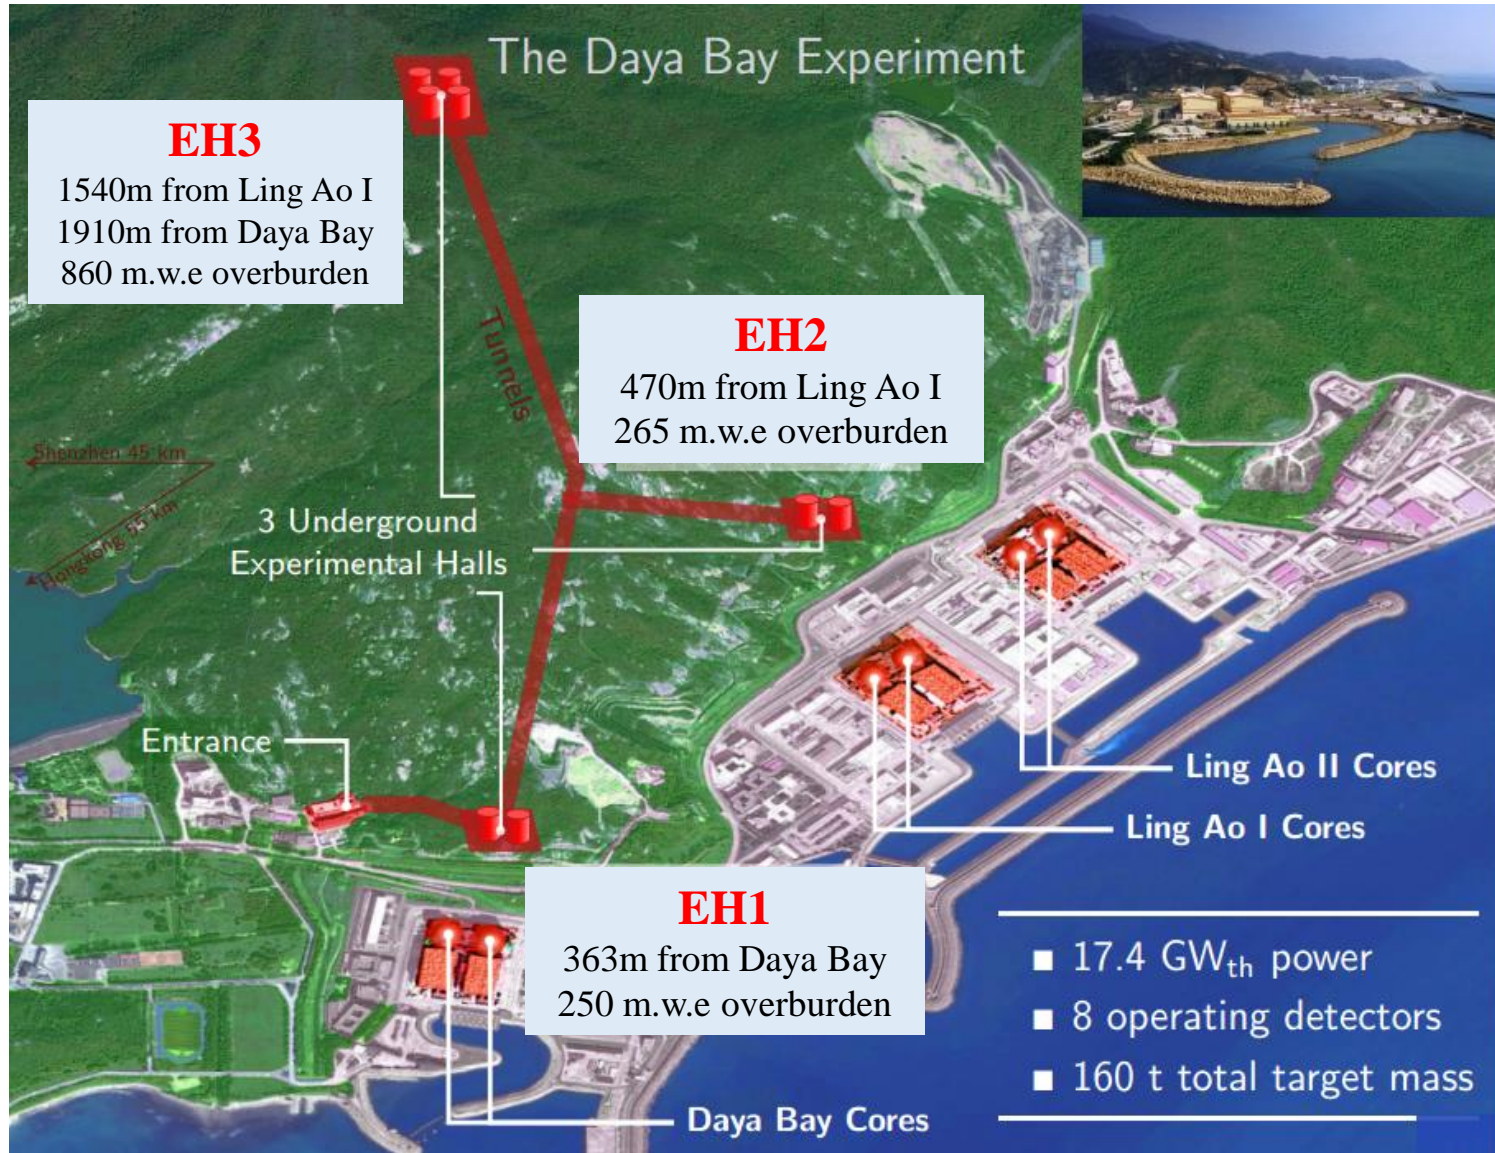 The Daya Bay Experiment
EH3
1540m from Ling Ao I
1910m from Daya Bay
860 m.w.e overburden
Tunnels
EH2
470m from Ling Ao I
265 m.w.e overburden
Shenzhen 45 km
Hongkong 55 km
3 Underground
Experimental Halls
Entrance
Ling Ao II Cores
Ling Ao I Cores
EH1
363m from Daya Bay
250 m.w.e overburden
■ 17.4 GWth power
■ 8 operating detectors
■ 160 t total target mass
Daya Bay Cores